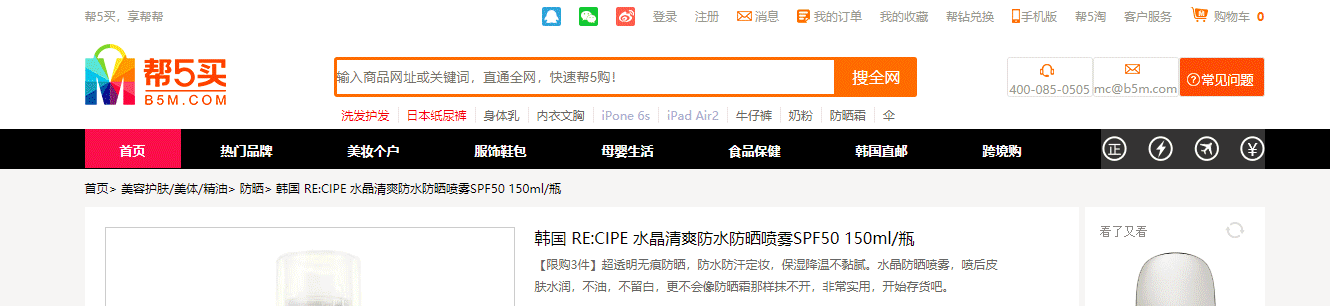 帮5买，享帮帮
登录 注册 消息 我的订单 我的收藏 帮钻兑换 手机版 帮5淘 客户服务 购物车 0
帮5买
B5M.COM
输入商品网址或关键词，直通全网，快速帮5购！
搜全网
400-085-0505
mc@b5m.com
常见问题
洗发护发 日本纸尿裤 身体乳 内衣文胸 iPone 6s iPad Air2 牛仔裤 奶粉 防晒霜 伞
首页 热门品牌 美妆个户 服饰鞋包 母婴生活 食品保健 韩国直邮 跨境购 正 ¥
首页> 美容护肤/美体/精油> 防晒> 韩国 RE:CIPE 水晶清爽防水防晒喷雾SPF50 150ml/瓶
韩国 RE:CIPE 水晶清爽防水防晒喷雾SPF50 150ml/瓶
【限购3件】超透明无痕防晒，防水防汗定妆，保湿降温不黏腻。水晶防晒喷雾，喷后皮
肤水润，不油，不留白，更不会像防晒霜那样抹不开，非常实用，开始存货吧。
看了又看